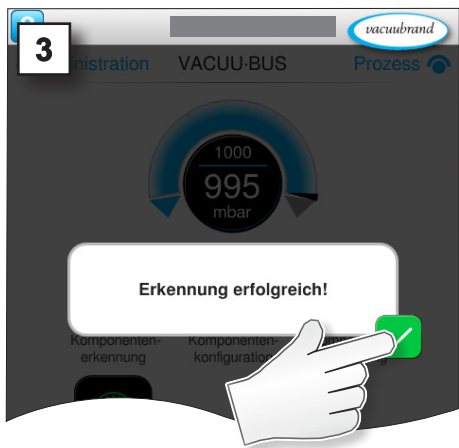 3
vacuubrand
nistration VACUU·BUS Prozess
1000
995
mbar
Erkennung erfolgreich!
Komponenten- Komponenten-
erkennung konfiguration